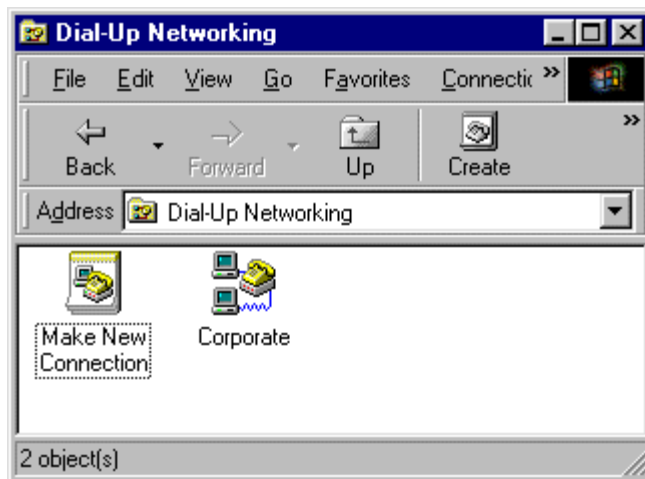 Dial-Up Networking
File Edit View Go Favorites Connectic »
Back Forward Up Create »
Address Dial-Up Networking
Make New Connection
Corporate
2 object(s)